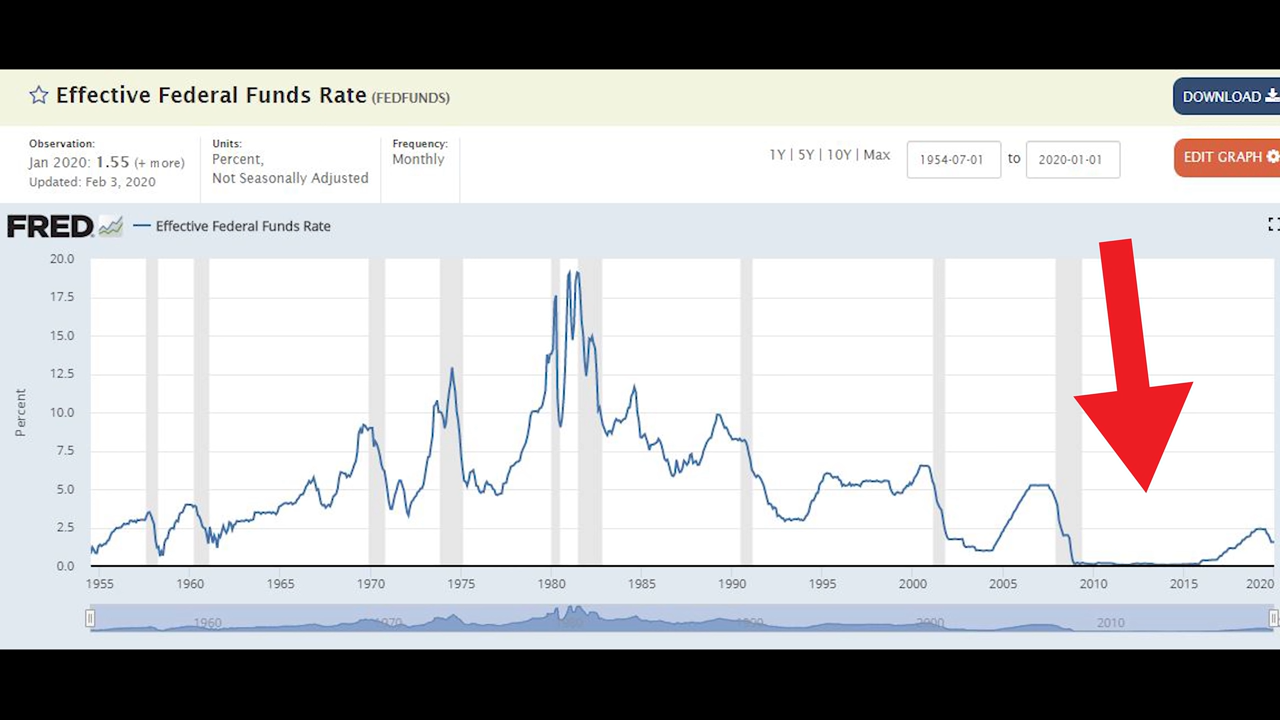 Effective Federal Funds Rate (FEDFUNDS)
DOWNLOAD
Observation:
Jan 2020: 1.55 (+ more)
Updated: Feb 3, 2020
Units:
Percent,
Not Seasonally Adjusted
Frequency:
Monthly
1Y | 5Y | 10Y | Max
1954-07-01 to 2020-01-01
EDIT GRAPH
FRED
Effective Federal Funds Rate
Percent
20.0
17.5
15.0
12.5
10.0
7.5
5.0
2.5
0.0
1955 1960 1965 1970 1975 1980 1985 1990 1995 2000 2005 2010 2015 2020
1960 1970 1980 1990 2000 2010